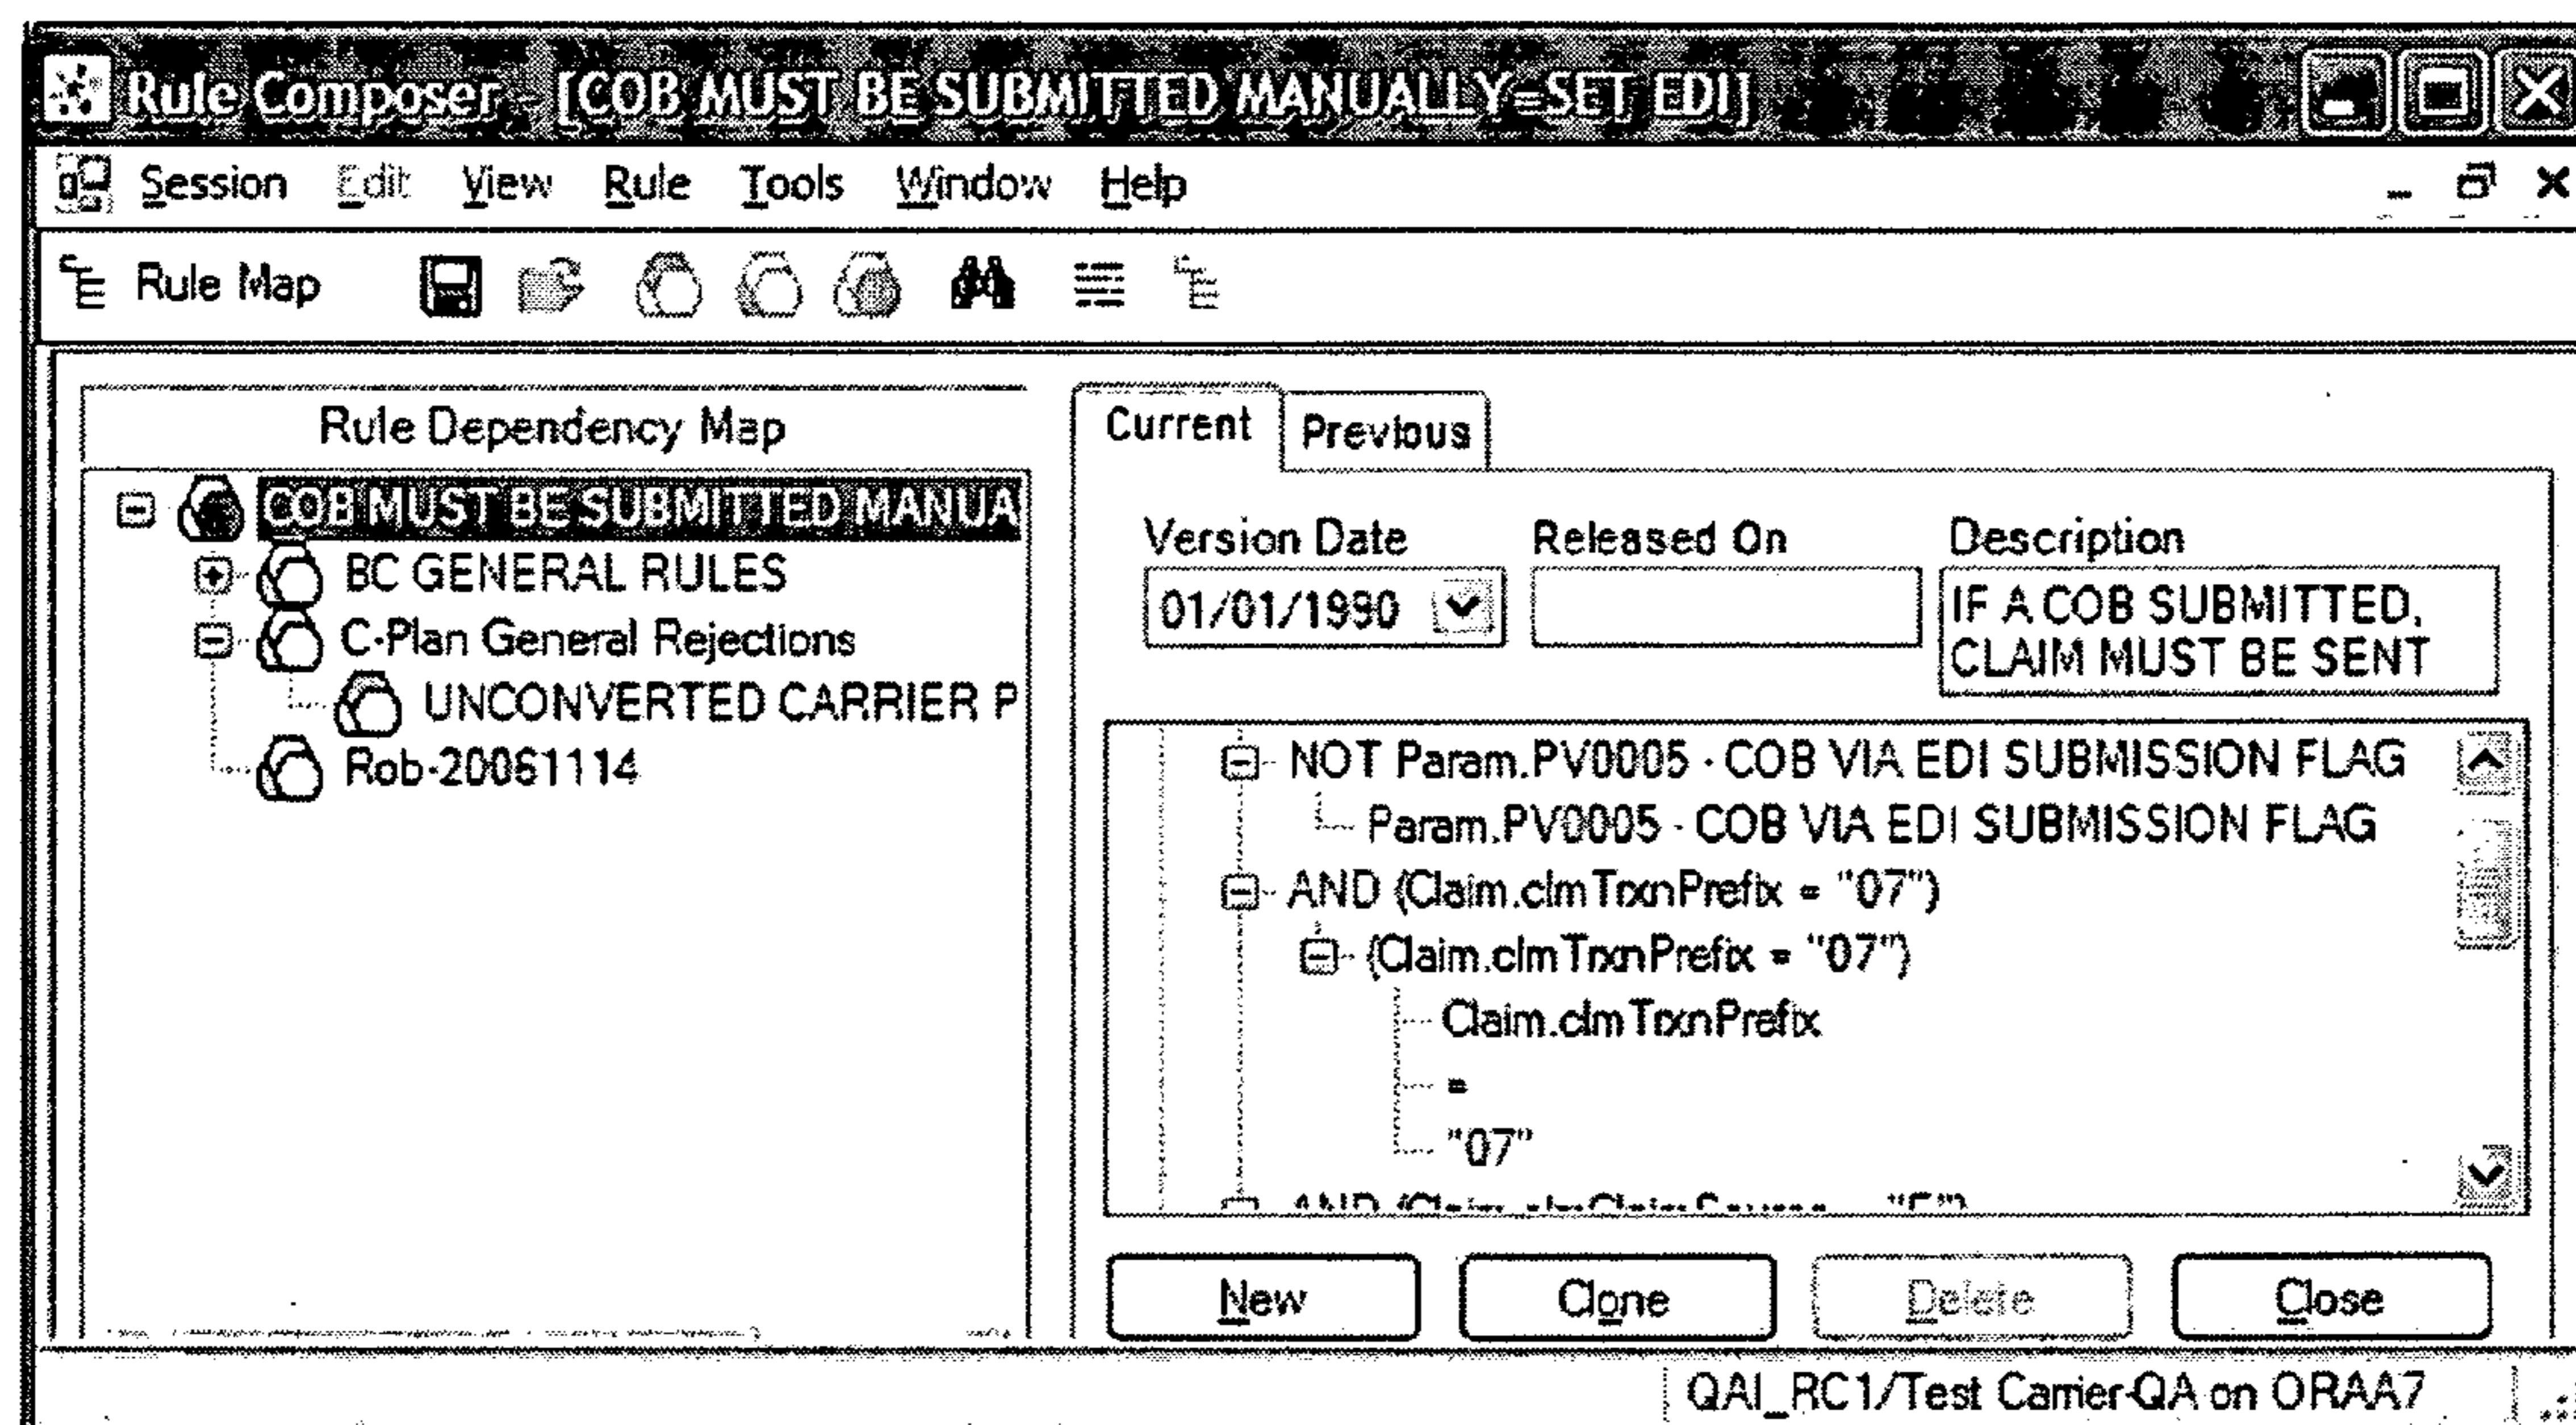 Rule Composer - [COB MUST BE SUBMITTED MANUALLY=SET EDI]
Session Edit View Rule Tools Window Help
Rule Map
Rule Dependency Map
COB MUST BE SUBMITTED MANUA
BC GENERAL RULES
C-Plan General Rejections
UNCONVERTED CARRIER P
Rob-20061114
Current Previous
Version Date Released On Description
01/01/1990
IF A COB SUBMITTED,
CLAIM MUST BE SENT
NOT Param.PV0005 - COB VIA EDI SUBMISSION FLAG
Param.PV0005 - COB VIA EDI SUBMISSION FLAG
AND (Claim.clmTrxnPrefix = "07")
(Claim.clmTrxnPrefix = "07")
Claim.clmTrxnPrefix
=
"07"
AND
New Clone Delete Close
QAI_RC1/Test Carrier-QA on ORAA7